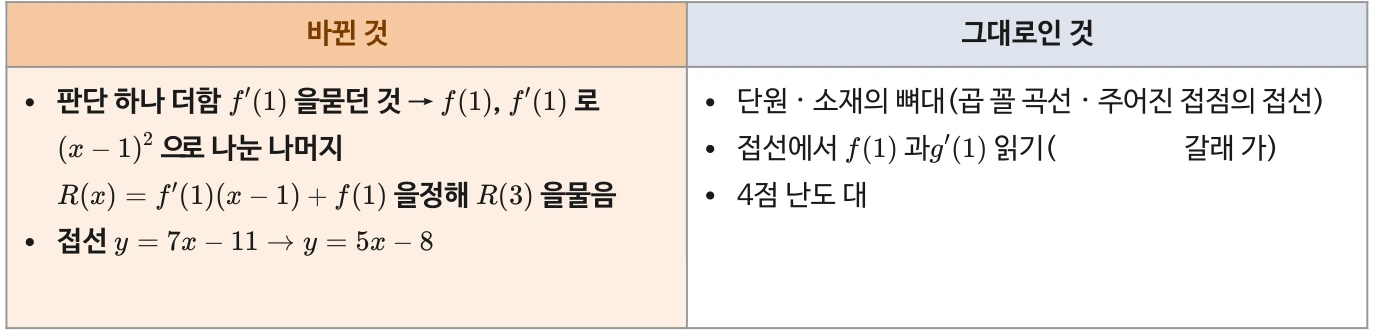 바뀐 것
• 판단 하나 더함 f′(1) 을묻던 것 → f(1), f′(1) 로
(x − 1)² 으로 나눈 나머지
R(x) = f′(1)(x − 1) + f(1) 을정해 R(3) 을물음
• 접선 y = 7x − 11 → y = 5x − 8
그대로인 것
• 단원 · 소재의 뼈대(곱 꼴 곡선 · 주어진 접점의 접선)
• 접선에서 f(1) 과g′(1) 읽기( 갈래 가)
• 4점 난도 대